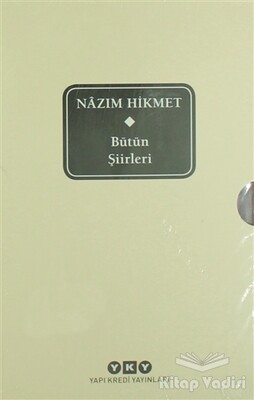 NÂZIM HİKMET
Bütün
Şiirleri
YKY
YAPI KREDİ YAYINLARI
Kitap Vadisi